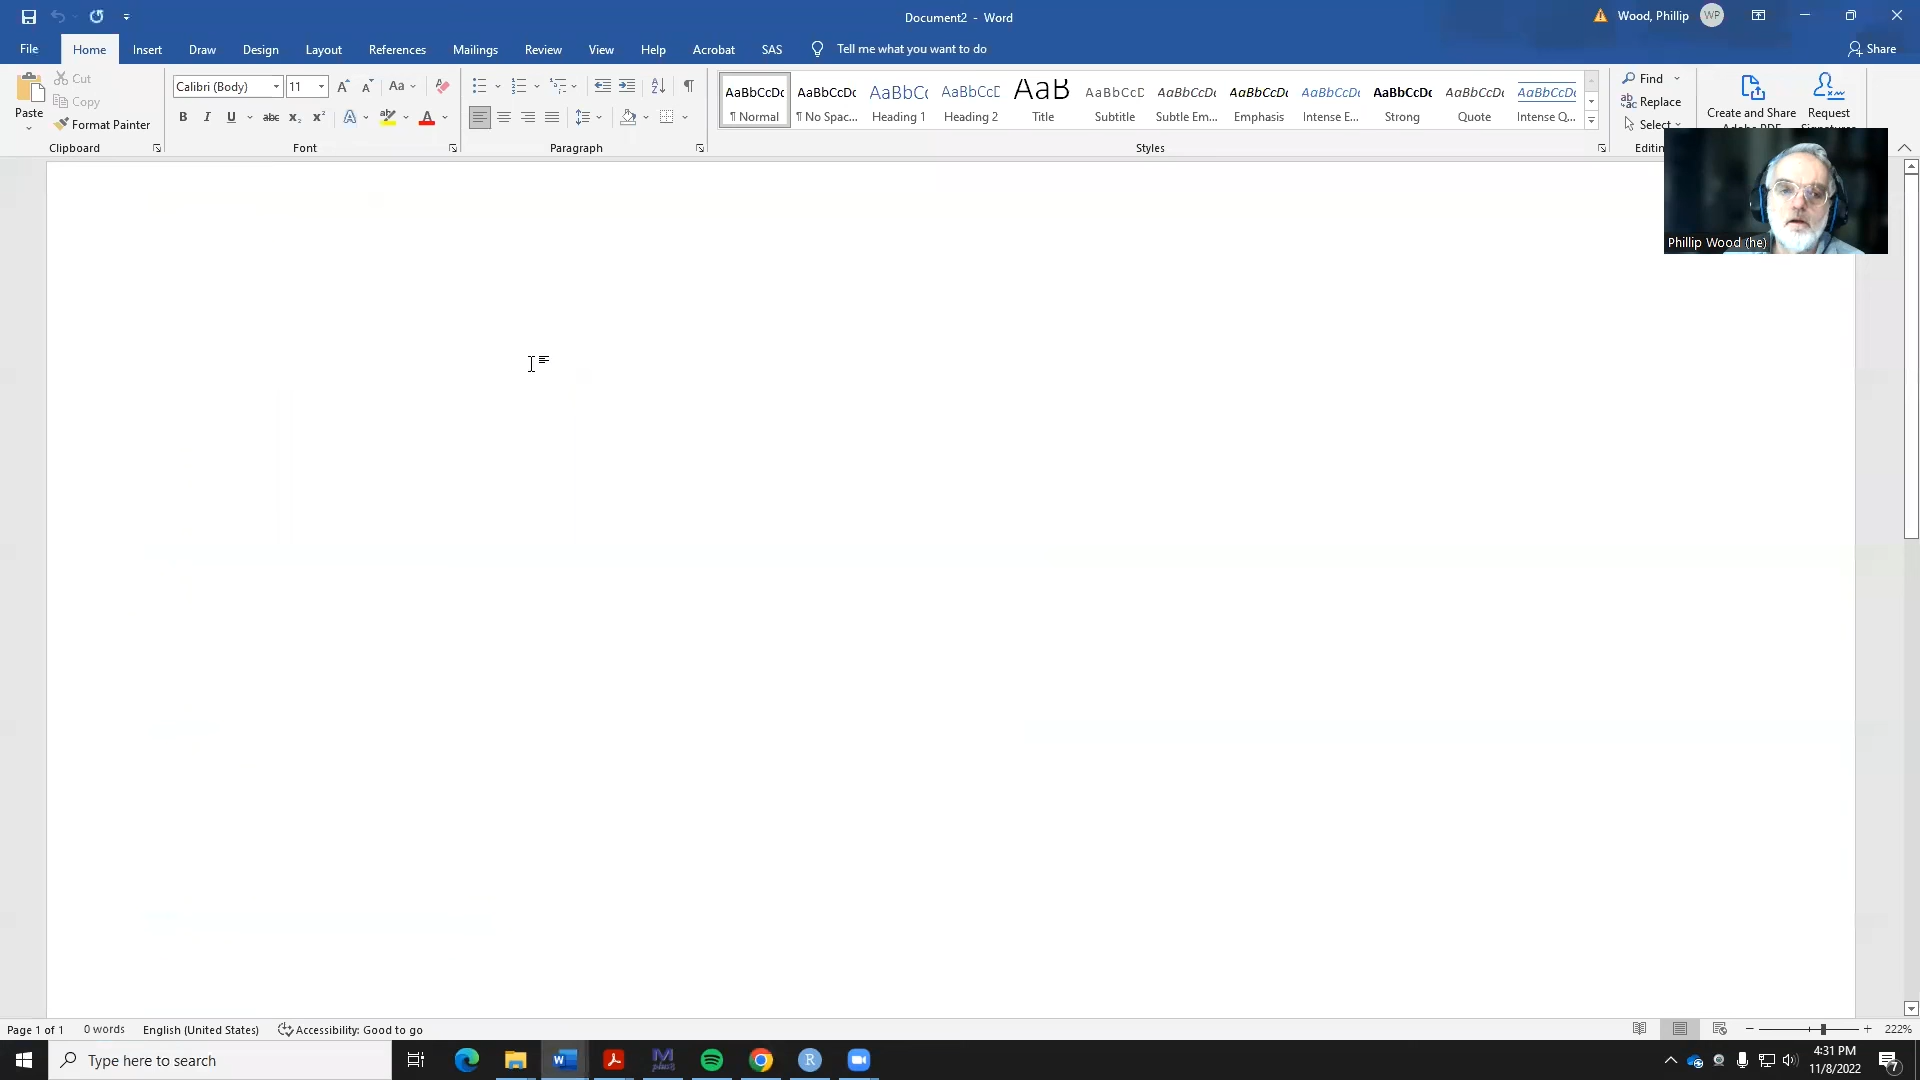 Document2 - Word
Wood, Phillip
WP
File
Home
Insert
Draw
Design
Layout
References
Mailings
Review
View
Help
Acrobat
SAS
Tell me what you want to do
Share
Paste
Cut
Copy
Format Painter
Clipboard
Calibri (Body)
11
Font
Paragraph
AaBbCcDc
¶ Normal
AaBbCcDc
¶ No Spac...
AaBbC(
Heading 1
AaBbCcD
Heading 2
AaB
Title
AaBbCcD
Subtitle
AaBbCcDc
Subtle Em...
AaBbCcDc
Emphasis
AaBbCcDc
Intense E...
AaBbCcDc
Strong
AaBbCcDc
Quote
AaBbCcDc
Intense Q...
Styles
Find
Replace
Select
Editin
Create and Share
Request
Phillip Wood (he)
Page 1 of 1
0 words
English (United States)
Accessibility: Good to go
222%
Type here to search
4:31 PM
11/8/2022
7